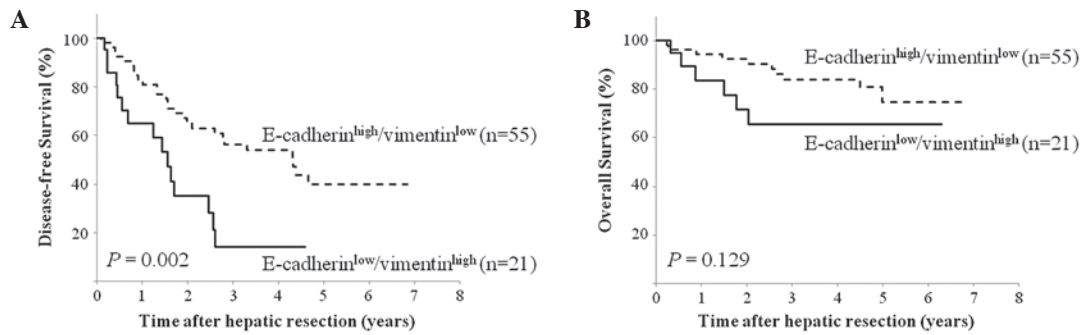 A
Disease-free Survival (%)
100
80
60
40
20
E-cadherinhigh/vimentinlow (n=55)
E-cadherinlow/vimentinhigh (n=21)
P = 0.002
0 1 2 3 4 5 6 7 8
Time after hepatic resection (years)
B
Overall Survival (%)
100
80
60
40
20
E-cadherinhigh/vimentinlow (n=55)
E-cadherinlow/vimentinhigh (n=21)
P = 0.129
0 1 2 3 4 5 6 7 8
Time after hepatic resection (years)